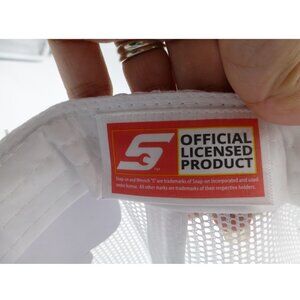 OFFICIAL
LICENSED
PRODUCT
Snap-on and Wrench "S" are trademarks of Snap-on Incorporated and used
under license. All other marks are trademarks of their respective holders.